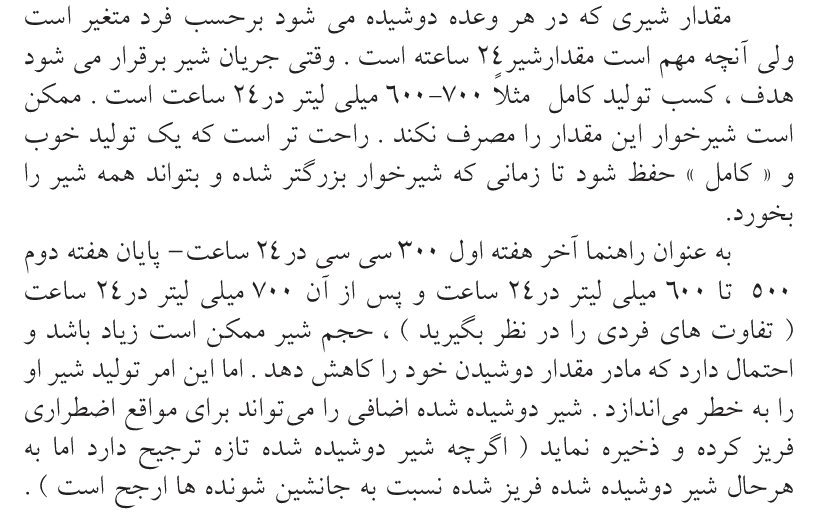 مقدار شیری که در هر وعده دوشیده می شود برحسب فرد متغیر است
ولی آنچه مهم است مقدارشیر۲٤ ساعته است . وقتی جریان شیر برقرار می شود
هدف ، کسب تولید کامل مثلاً ۷۰۰–۶۰۰ میلی لیتر در۲٤ ساعت است . ممکن
است شیرخوار این مقدار را مصرف نکند . راحت تر است که یک تولید خوب
و « کامل » حفظ شود تا زمانی که شیرخوار بزرگتر شده و بتواند همه شیر را
بخورد.
به عنوان راهنما آخر هفته اول ۳۰۰ سی سی در۲٤ ساعت– پایان هفته دوم
۵۰۰ تا ۶۰۰ میلی لیتر در۲٤ ساعت و پس از آن ۷۰۰ میلی لیتر در۲٤ ساعت
( تفاوت های فردی را در نظر بگیرید ) ، حجم شیر ممکن است زیاد باشد و
احتمال دارد که مادر مقدار دوشیدن خود را کاهش دهد . اما این امر تولید شیر او
را به خطر می‌اندازد . شیر دوشیده شده اضافی را می‌تواند برای مواقع اضطراری
فریز کرده و ذخیره نماید ( اگرچه شیر دوشیده شده تازه ترجیح دارد اما به
هرحال شیر دوشیده شده فریز شده نسبت به جانشین شونده ها ارجح است ) .